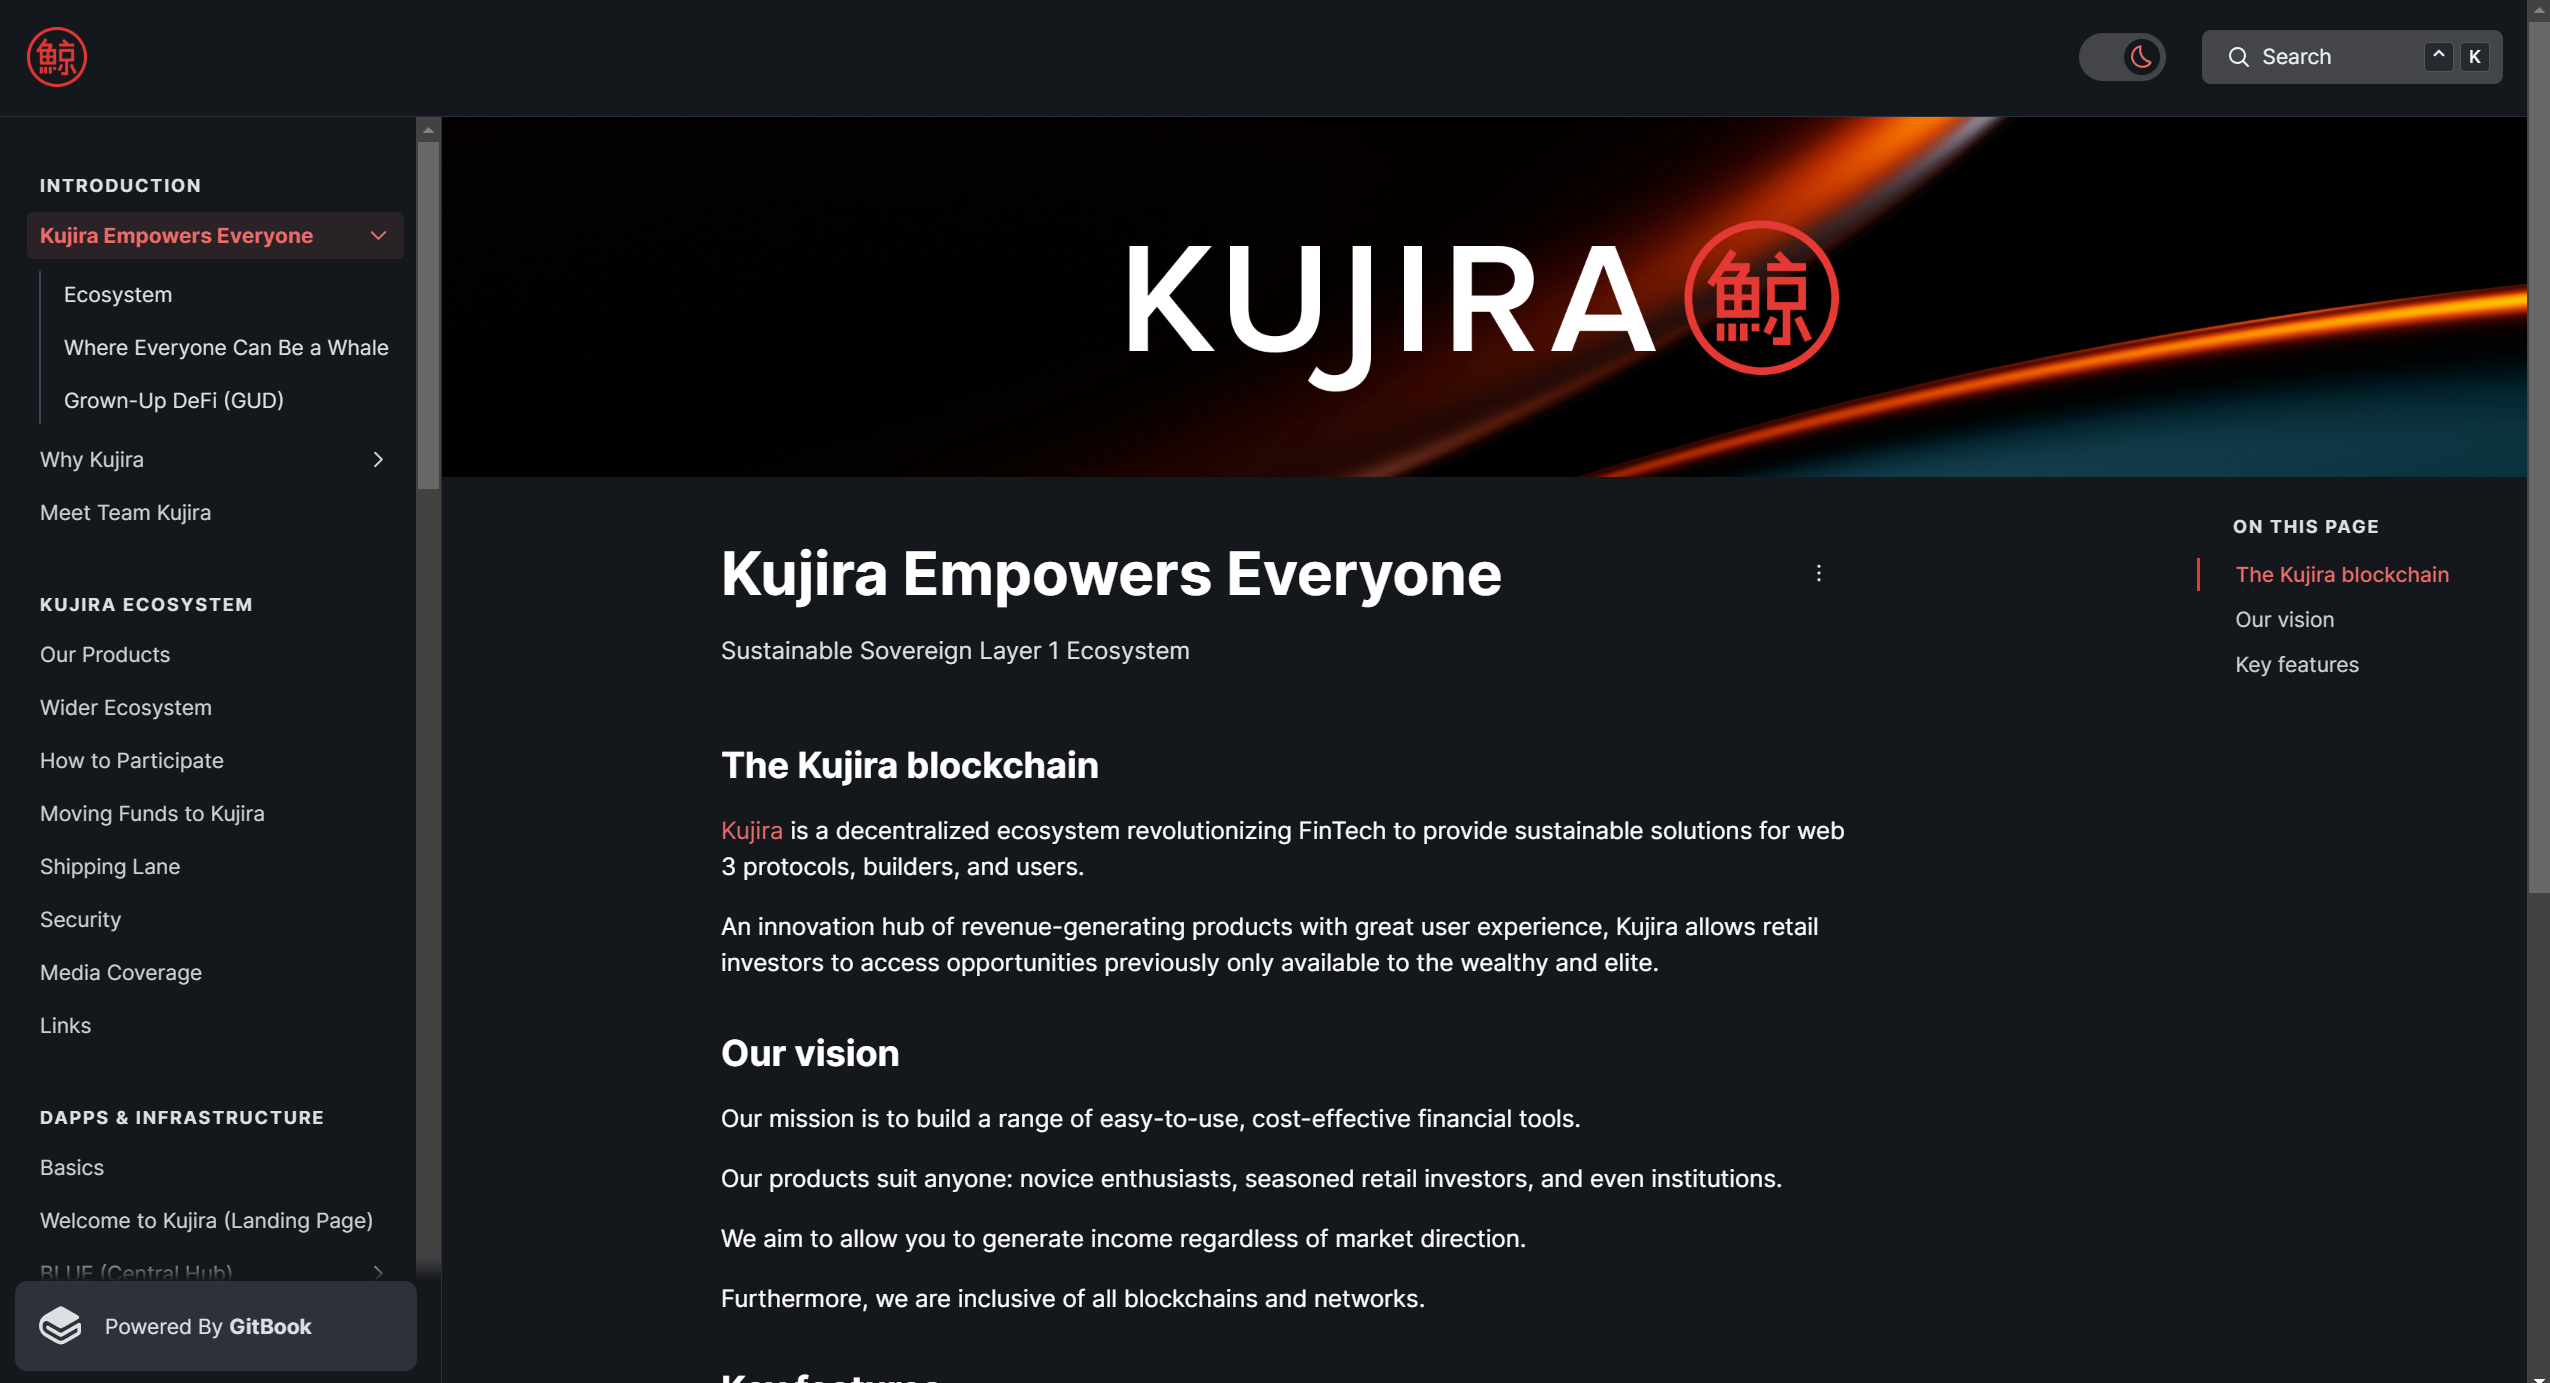 鯨
Search
^ K
INTRODUCTION
Kujira Empowers Everyone
Ecosystem
Where Everyone Can Be a Whale
Grown-Up DeFi (GUD)
Why Kujira
Meet Team Kujira
KUJIRA ECOSYSTEM
Our Products
Wider Ecosystem
How to Participate
Moving Funds to Kujira
Shipping Lane
Security
Media Coverage
Links
DAPPS & INFRASTRUCTURE
Basics
Welcome to Kujira (Landing Page)
BLUE (Central Hub)
Powered By GitBook
KUJIRA 鯨
Kujira Empowers Everyone
Sustainable Sovereign Layer 1 Ecosystem
The Kujira blockchain
Kujira is a decentralized ecosystem revolutionizing FinTech to provide sustainable solutions for web
3 protocols, builders, and users.
An innovation hub of revenue-generating products with great user experience, Kujira allows retail
investors to access opportunities previously only available to the wealthy and elite.
Our vision
Our mission is to build a range of easy-to-use, cost-effective financial tools.
Our products suit anyone: novice enthusiasts, seasoned retail investors, and even institutions.
We aim to allow you to generate income regardless of market direction.
Furthermore, we are inclusive of all blockchains and networks.
Key features
ON THIS PAGE
The Kujira blockchain
Our vision
Key features